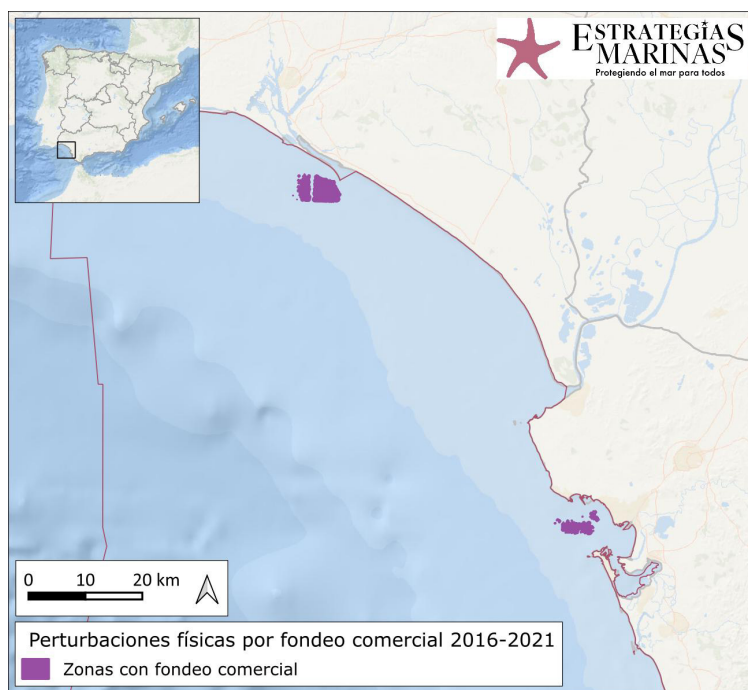 ESTRATEGIAS
MARINAS
Protegiendo el mar para todos
0 10 20 km
Perturbaciones físicas por fondeo comercial 2016-2021
Zonas con fondeo comercial